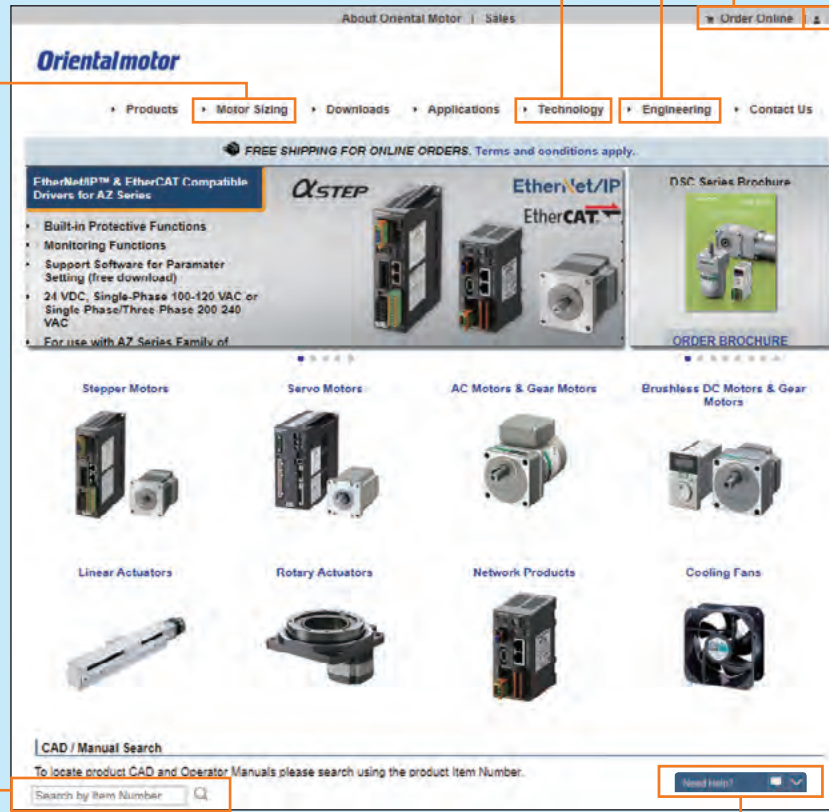 About Oriental Motor | Sales
Order Online
Orientalmotor
Products
Motor Sizing
Downloads
Applications
Technology
Engineering
Contact Us
FREE SHIPPING FOR ONLINE ORDERS. Terms and conditions apply.
EtherNet/IP™ & EtherCAT Compatible
Drivers for AZ Series
Built-in Protective Functions
Monitoring Functions
Support Software for Paramater
Setting (free download)
24 VDC, Single-Phase 100-120 VAC or
Single Phase/Three Phase 200 240
VAC
For use with AZ Series Family of
αSTEP
EtherNet/IP
EtherCAT
DSC Series Brochure
ORDER BROCHURE
Stepper Motors
Servo Motors
AC Motors & Gear Motors
Brushless DC Motors & Gear
Motors
Linear Actuators
Rotary Actuators
Network Products
Cooling Fans
CAD / Manual Search
To locate product CAD and Operator Manuals please search using the product Item Number.
Search by Item Number
Need Help?